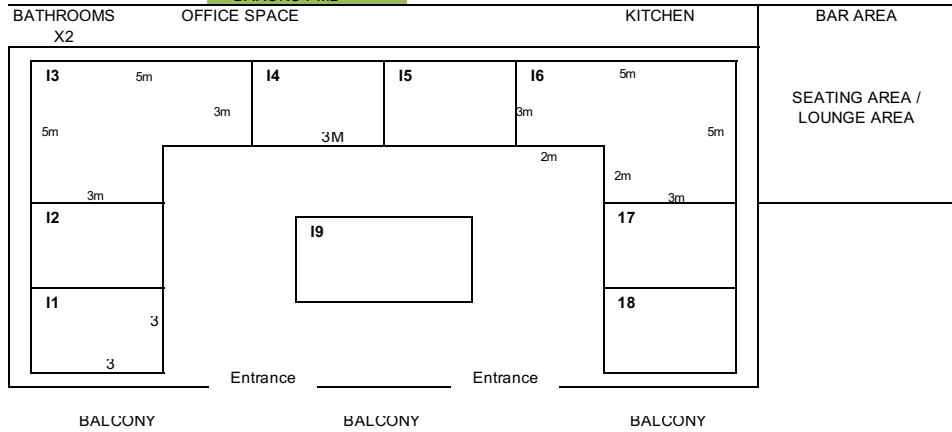 BATHROOMS OFFICE SPACE KITCHEN BAR AREA
X2
I3 5m I4 I5 I6 5m
SEATING AREA /
LOUNGE AREA
3m 3m
5m 3M 5m
2m
2m
3m 3m
I2 17
I9
I1 18
3
3
Entrance Entrance
BALCONY BALCONY BALCONY